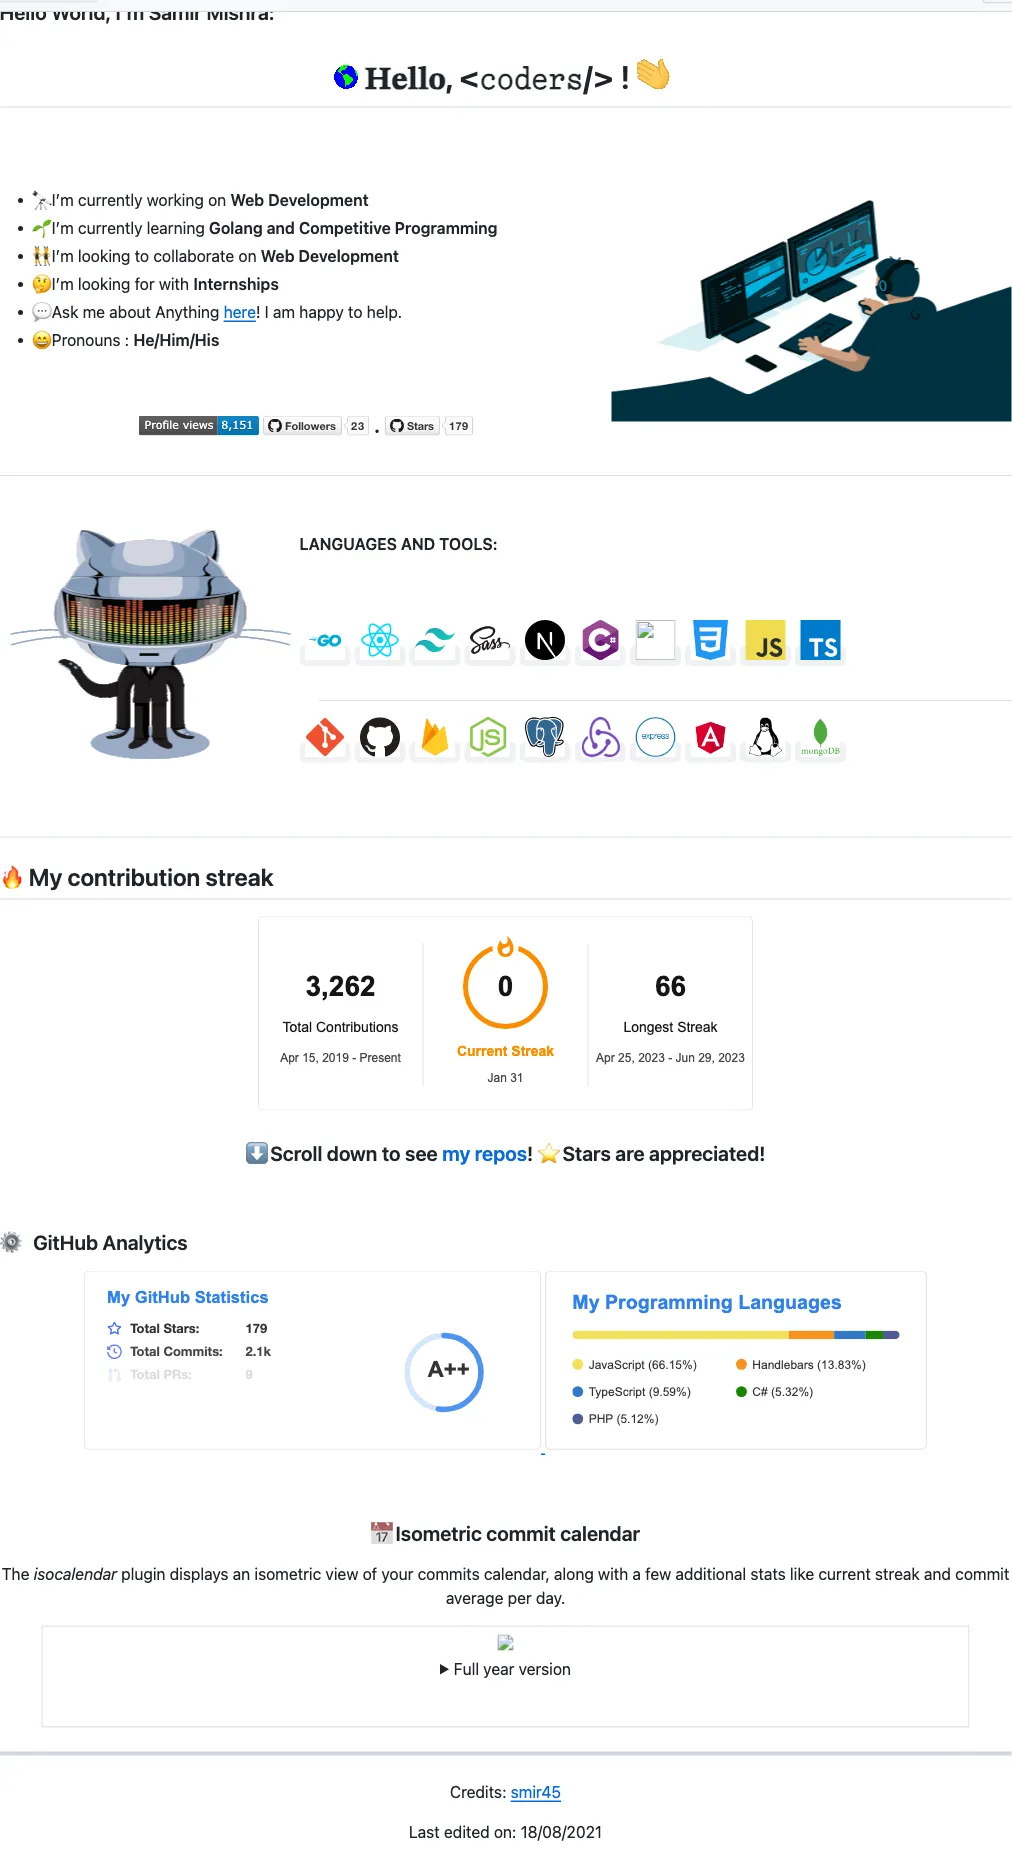 Hello World, I'm Samir Mishra!
Hello, <coders/> !
I'm currently working on Web Development
I'm currently learning Golang and Competitive Programming
I'm looking to collaborate on Web Development
I'm looking for with Internships
Ask me about Anything here! I am happy to help.
Pronouns : He/Him/His
Profile views 8,151 Followers 23 . Stars 179
LANGUAGES AND TOOLS:
GO Sass N C# 3 JS TS
JS express A mongoDB
My contribution streak
3,262 0 66
Total Contributions Current Streak Longest Streak
Apr 15, 2019 - Present Jan 31 Apr 25, 2023 - Jun 29, 2023
Scroll down to see my repos! Stars are appreciated!
GitHub Analytics
My GitHub Statistics
Total Stars: 179
Total Commits: 2.1k
Total PRs: 9
A++
My Programming Languages
JavaScript (66.15%) Handlebars (13.83%)
TypeScript (9.59%) C# (5.32%)
PHP (5.12%)
17 Isometric commit calendar
The isocalendar plugin displays an isometric view of your commits calendar, along with a few additional stats like current streak and commit
average per day.
Full year version
Credits: smir45
Last edited on: 18/08/2021